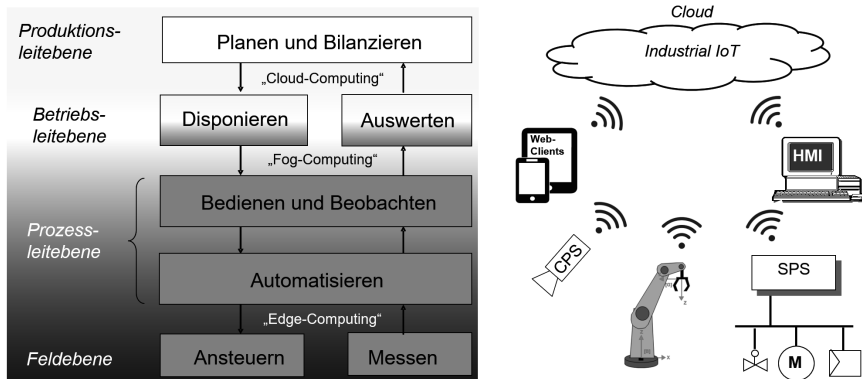 Produktions-
leitebene
Planen und Bilanzieren
„Cloud-Computing“
Betriebs-
leitebene
Disponieren
Auswerten
„Fog-Computing“
Bedienen und Beobachten
Prozess-
leitebene
Automatisieren
„Edge-Computing“
Feldebene
Ansteuern
Messen
Cloud
Industrial IoT
Web-
Clients
HMI
CPS
SPS
M